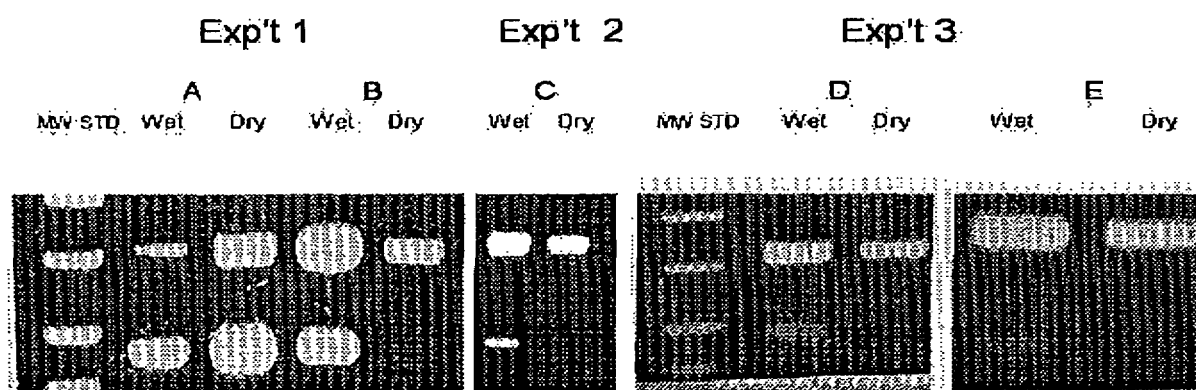 Exp't 1 Exp't 2 Exp't 3
A B C D E
MW STD Wet Dry Wet Dry Wet Dry MW STD Wet Dry Wet Dry